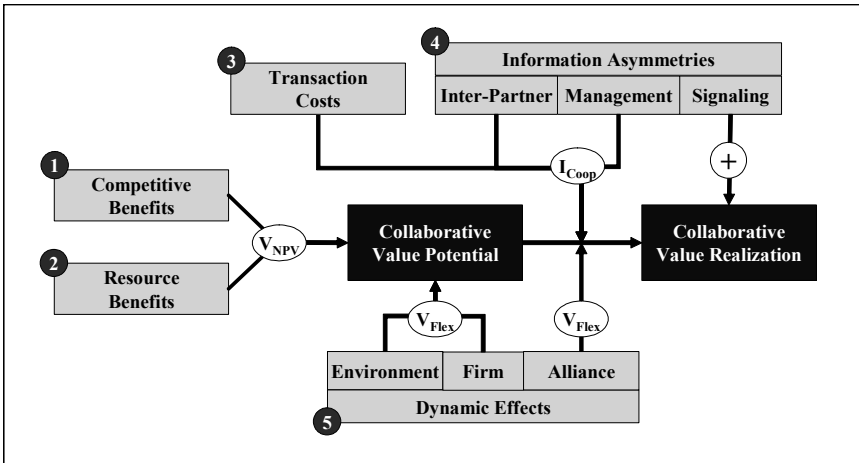 3
Transaction
Costs
4
Information Asymmetries
Inter-Partner Management Signaling
I_Coop
+
1
Competitive
Benefits
2
Resource
Benefits
V_NPV
Collaborative
Value Potential
Collaborative
Value Realization
V_Flex
V_Flex
Environment Firm Alliance
Dynamic Effects
5